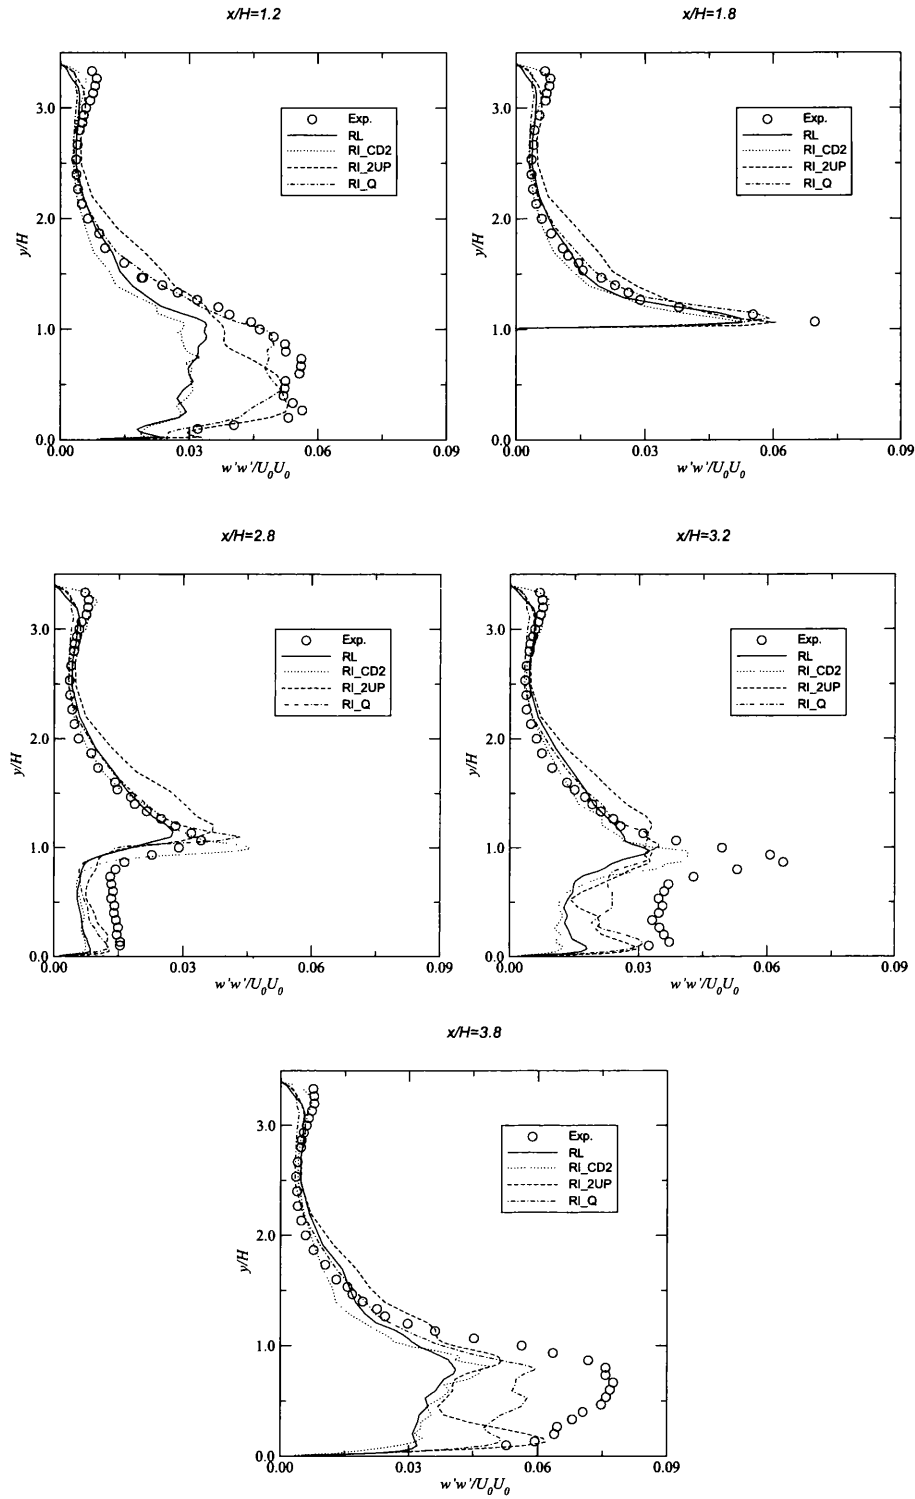 x/H=1.2
3.0
2.0
1.0
0.0
y/H
Exp.
RL
RI_CD2
RI_2UP
RI_Q
0.00
0.03
0.06
0.09
w'w'/U0U0
x/H=1.8
3.0
2.0
1.0
0.0
y/H
Exp.
RL
RI_CD2
RI_2UP
RI_Q
0.00
0.03
0.06
0.09
w'w'/U0U0
x/H=2.8
3.0
2.0
1.0
0.0
y/H
Exp.
RL
RI_CD2
RI_2UP
RI_Q
0.00
0.03
0.06
0.09
w'w'/U0U0
x/H=3.2
3.0
2.0
1.0
0.0
y/H
Exp.
RL
RI_CD2
RI_2UP
RI_Q
0.00
0.03
0.06
0.09
w'w'/U0U0
x/H=3.8
3.0
2.0
1.0
0.0
y/H
Exp.
RL
RI_CD2
RI_2UP
RI_Q
0.00
0.03
0.06
0.09
w'w'/U0U0